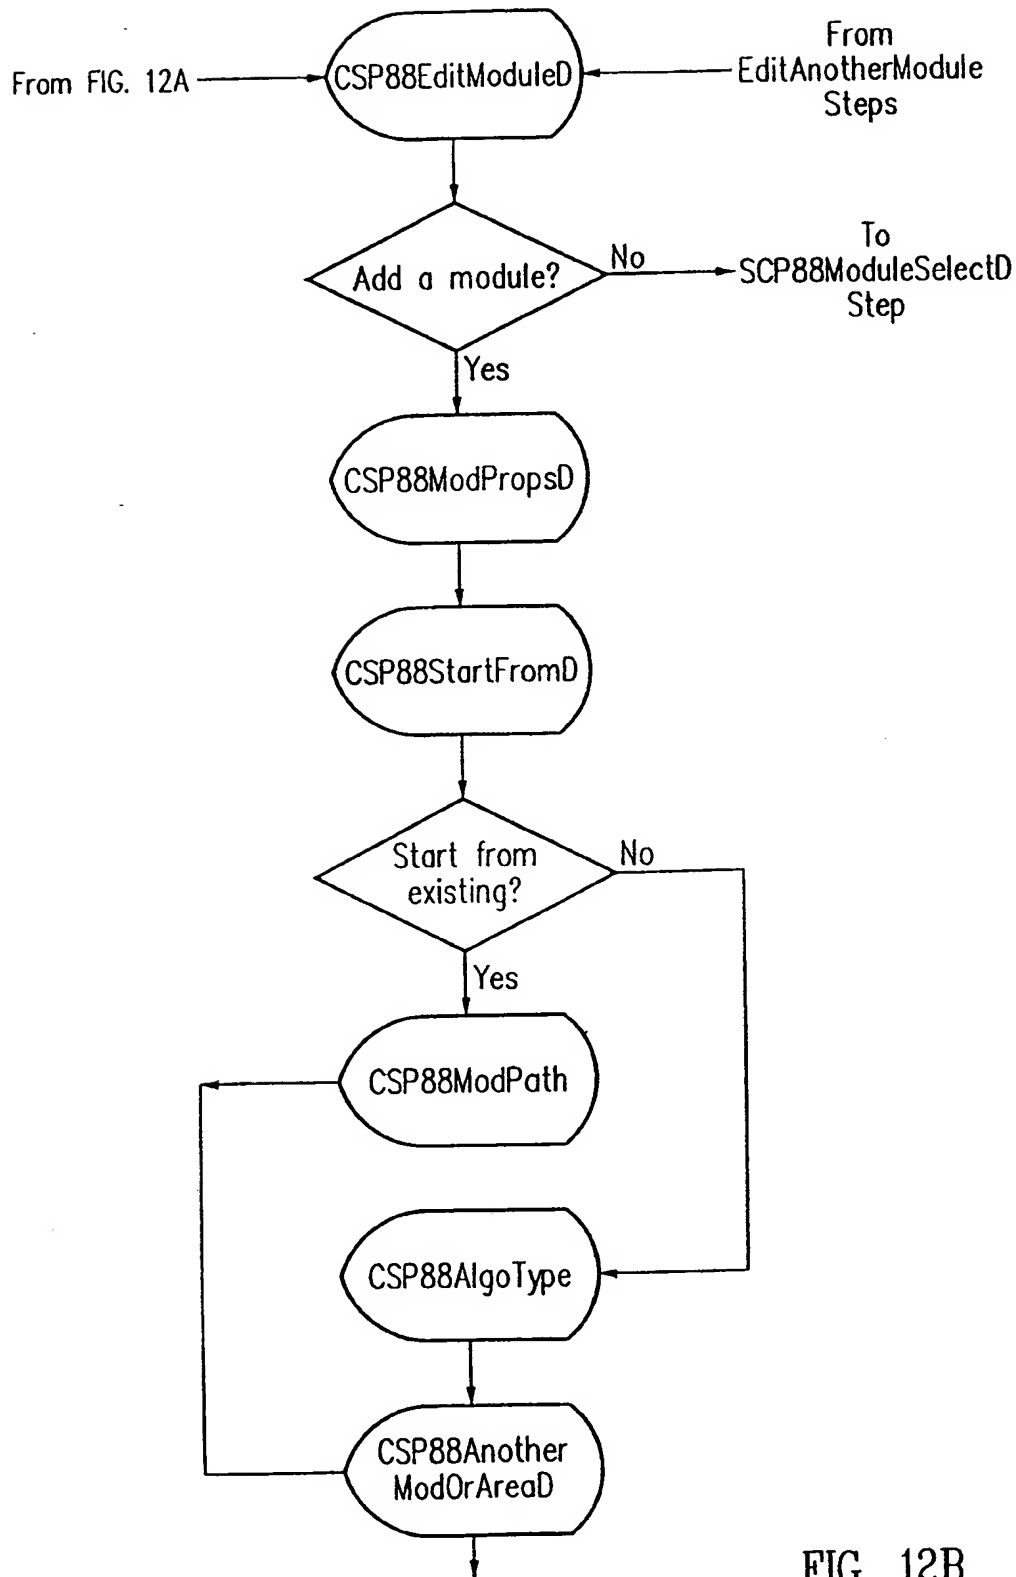 From FIG. 12A
CSP88EditModuleD
From
EditAnotherModule
Steps
Add a module?
No
To
SCP88ModuleSelectD
Step
Yes
CSP88ModPropsD
CSP88StartFromD
Start from
existing?
No
Yes
CSP88ModPath
CSP88AlgoType
CSP88Another
ModOrAreaD
FIG. 12B